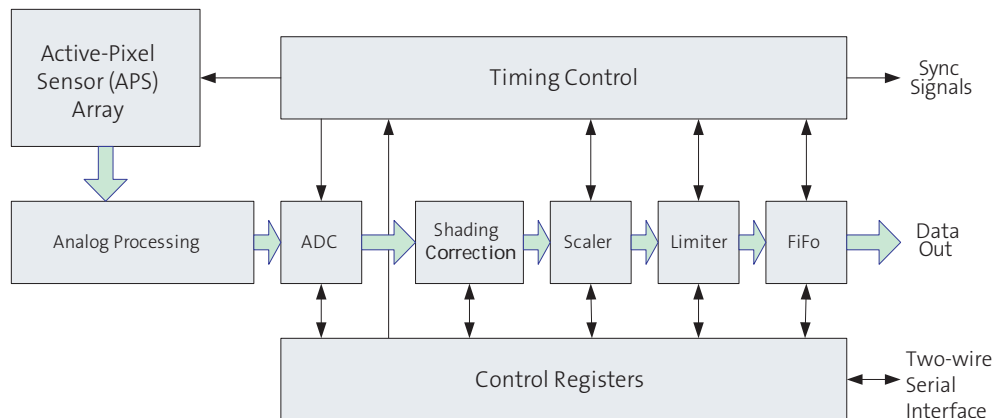 Active-Pixel
Sensor (APS)
Array
Timing Control
Sync
Signals
Analog Processing
ADC
Shading
Correction
Scaler
Limiter
FiFo
Data
Out
Control Registers
Two-wire
Serial
Interface